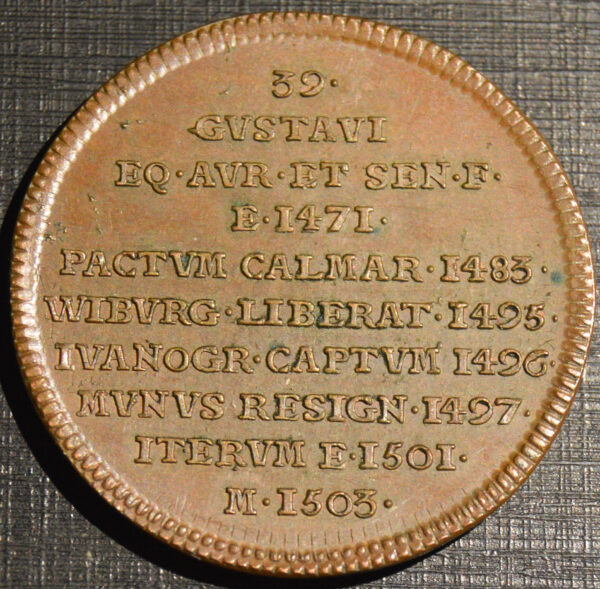 39·
GVSTAVI
EQ·AVR·ET SEN·F·
E·1471·
PACTVM CALMAR·1483·
WIBVRG·LIBERAT·1495·
IVANOGR·CAPTVM 1496·
MVNVS RESIGN·1497·
ITERVM E·1501·
M·1503·